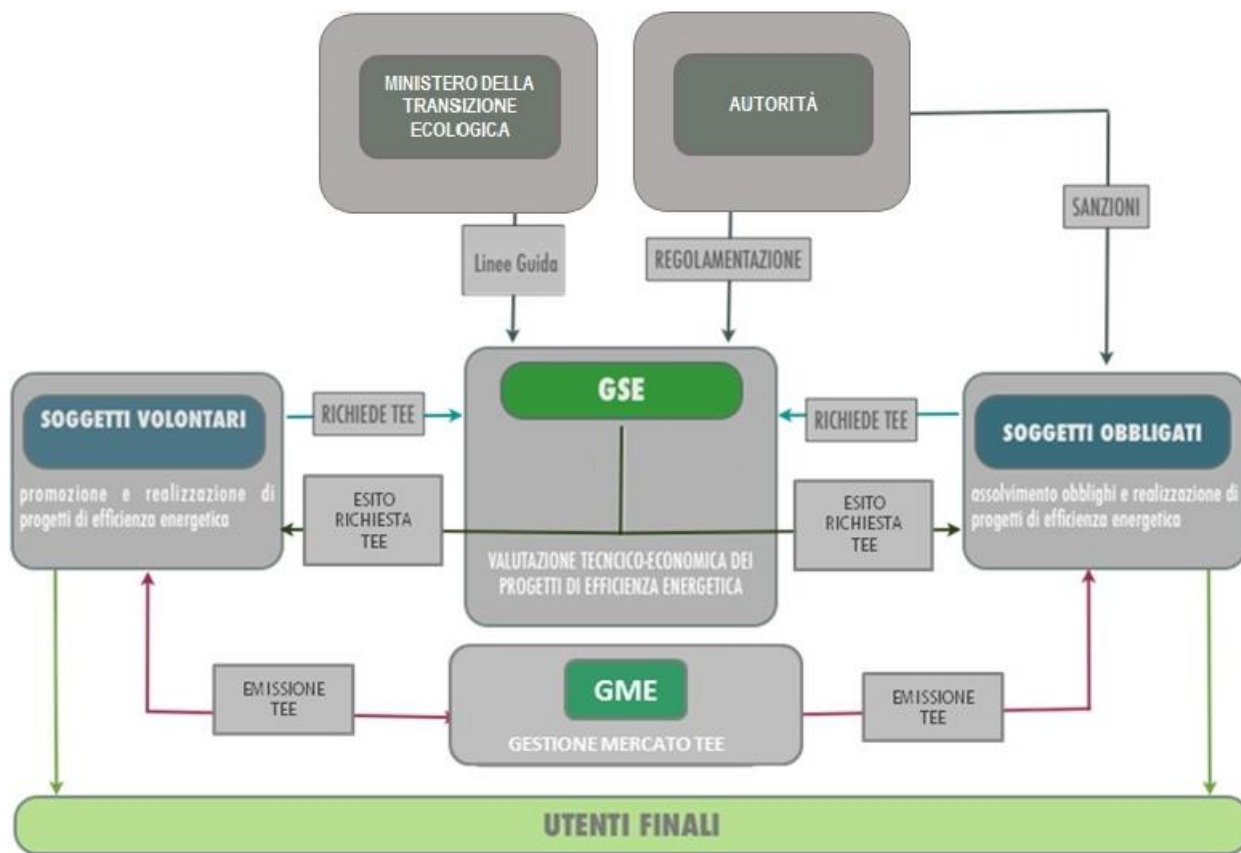 MINISTERO DELLA
TRANSIZIONE
ECOLOGICA
AUTORITÀ
SANZIONI
Linee Guida
REGOLAMENTAZIONE
GSE
SOGGETTI VOLONTARI
RICHIEDE TEE
RICHIEDE TEE
SOGGETTI OBBLIGATI
promozione e realizzazione di
progetti di efficienza energetica
ESITO
RICHIESTA
TEE
ESITO
RICHIESTA
TEE
assolvimento obblighi e realizzazione di
progetti di efficienza energetica
VALUTAZIONE TECNCICO-ECONOMICA DEI
PROGETTI DI EFFICIENZA ENERGETICA
EMISSIONE
TEE
GME
GESTIONE MERCATO TEE
EMISSIONE
TEE
UTENTI FINALI